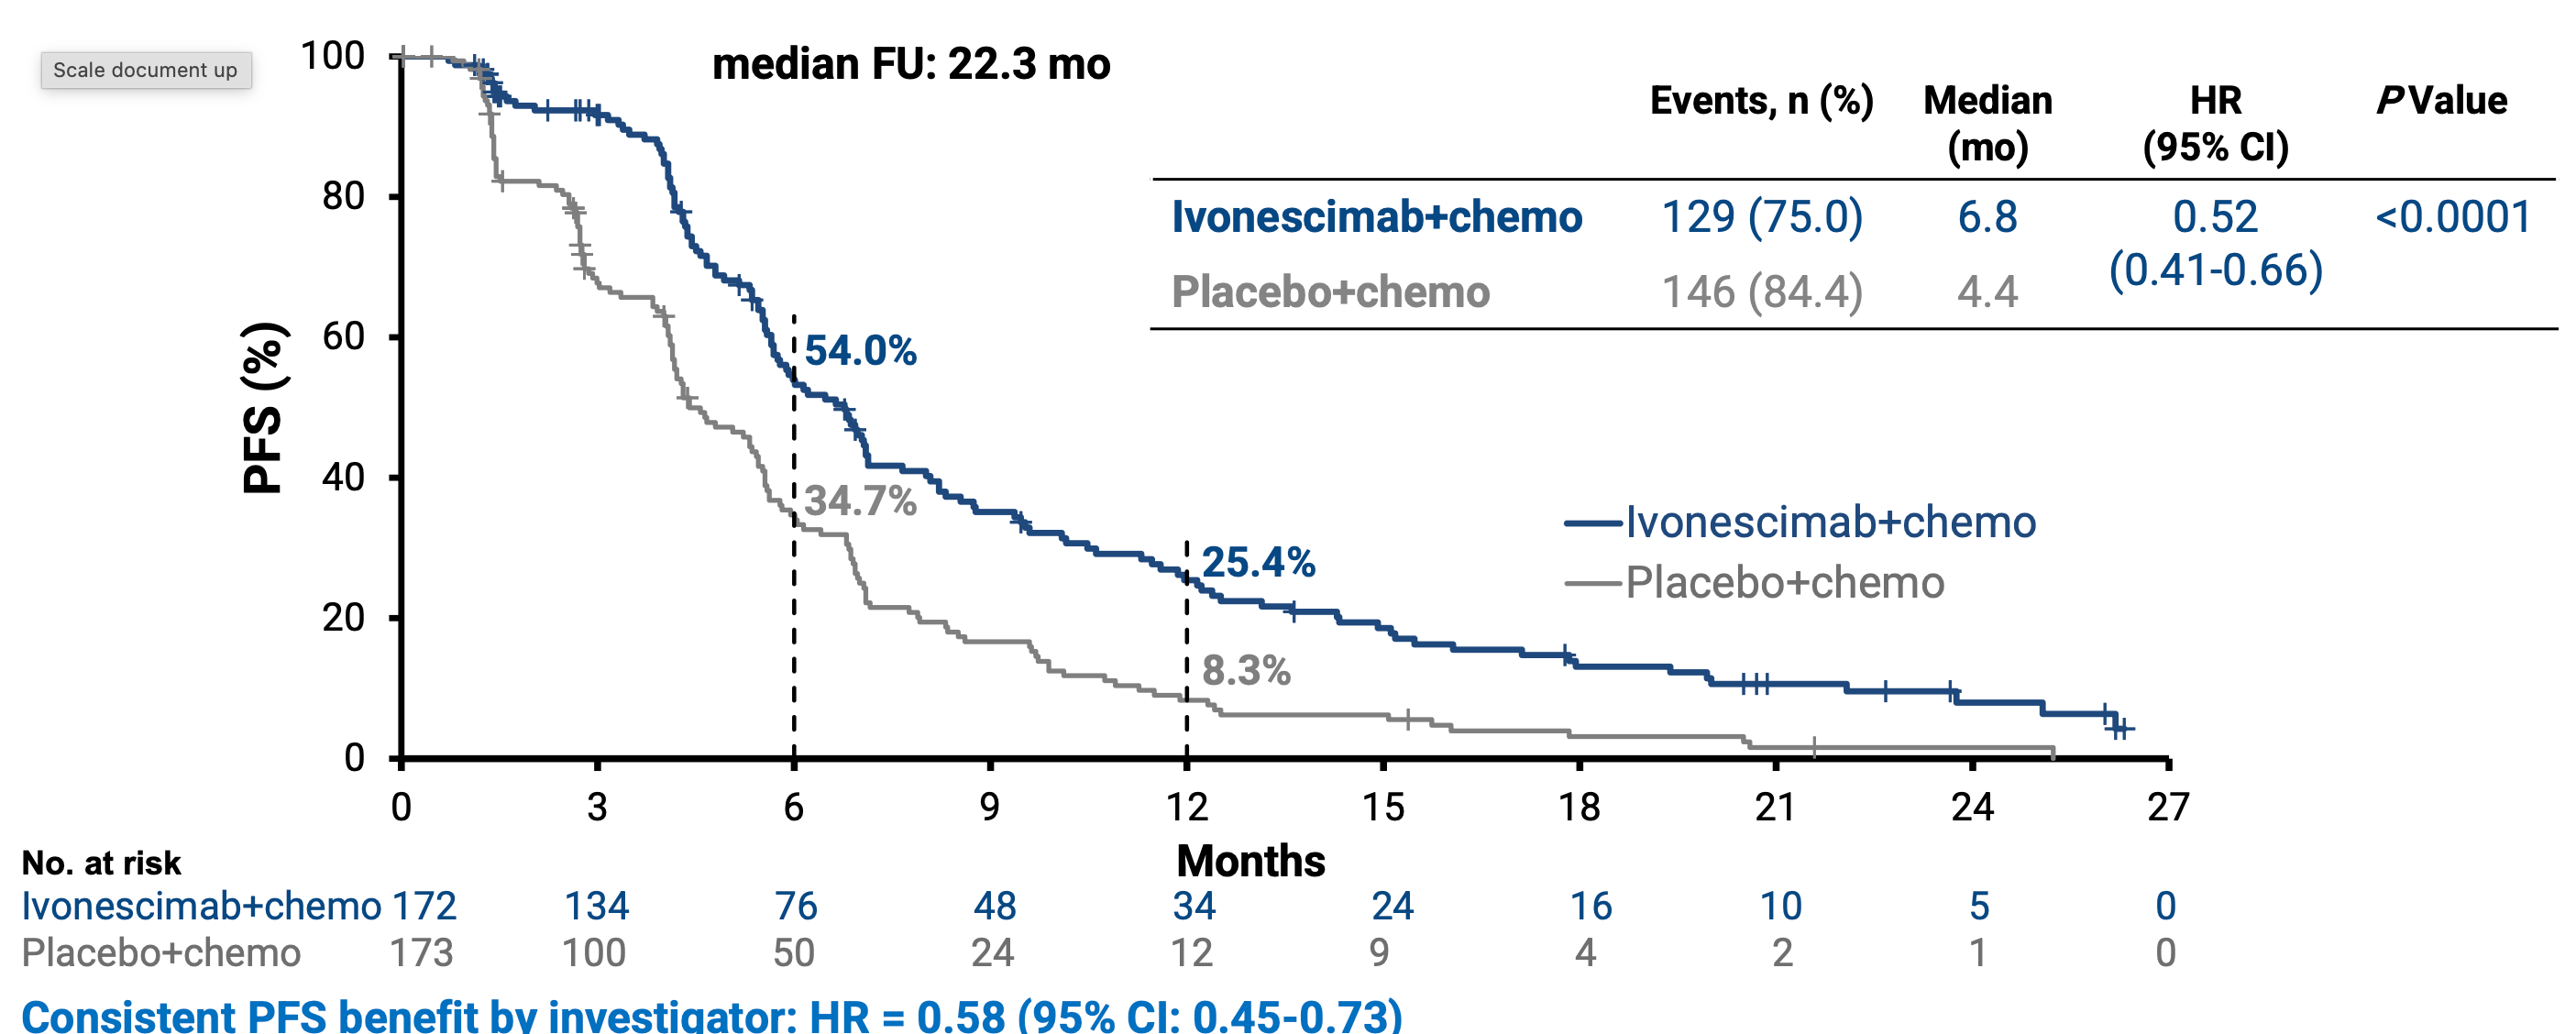 Scale document up
median FU: 22.3 mo
Events, n (%) Median (mo) HR (95% CI) P Value
Ivonescimab+chemo 129 (75.0) 6.8 0.52 (0.41-0.66) <0.0001
Placebo+chemo 146 (84.4) 4.4
PFS (%)
100
80
60
40
20
0
54.0%
34.7%
25.4%
8.3%
Ivonescimab+chemo
Placebo+chemo
0 3 6 9 12 15 18 21 24 27
Months
No. at risk
Ivonescimab+chemo 172 134 76 48 34 24 16 10 5 0
Placebo+chemo 173 100 50 24 12 9 4 2 1 0
Consistent PFS benefit by investigator: HR = 0.58 (95% CI: 0.45-0.73)